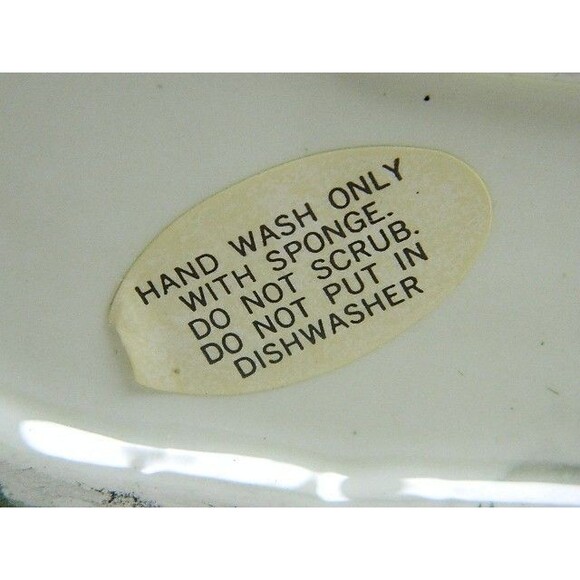 HAND WASH ONLY
WITH SPONGE.
DO NOT SCRUB.
DO NOT PUT IN
DISHWASHER